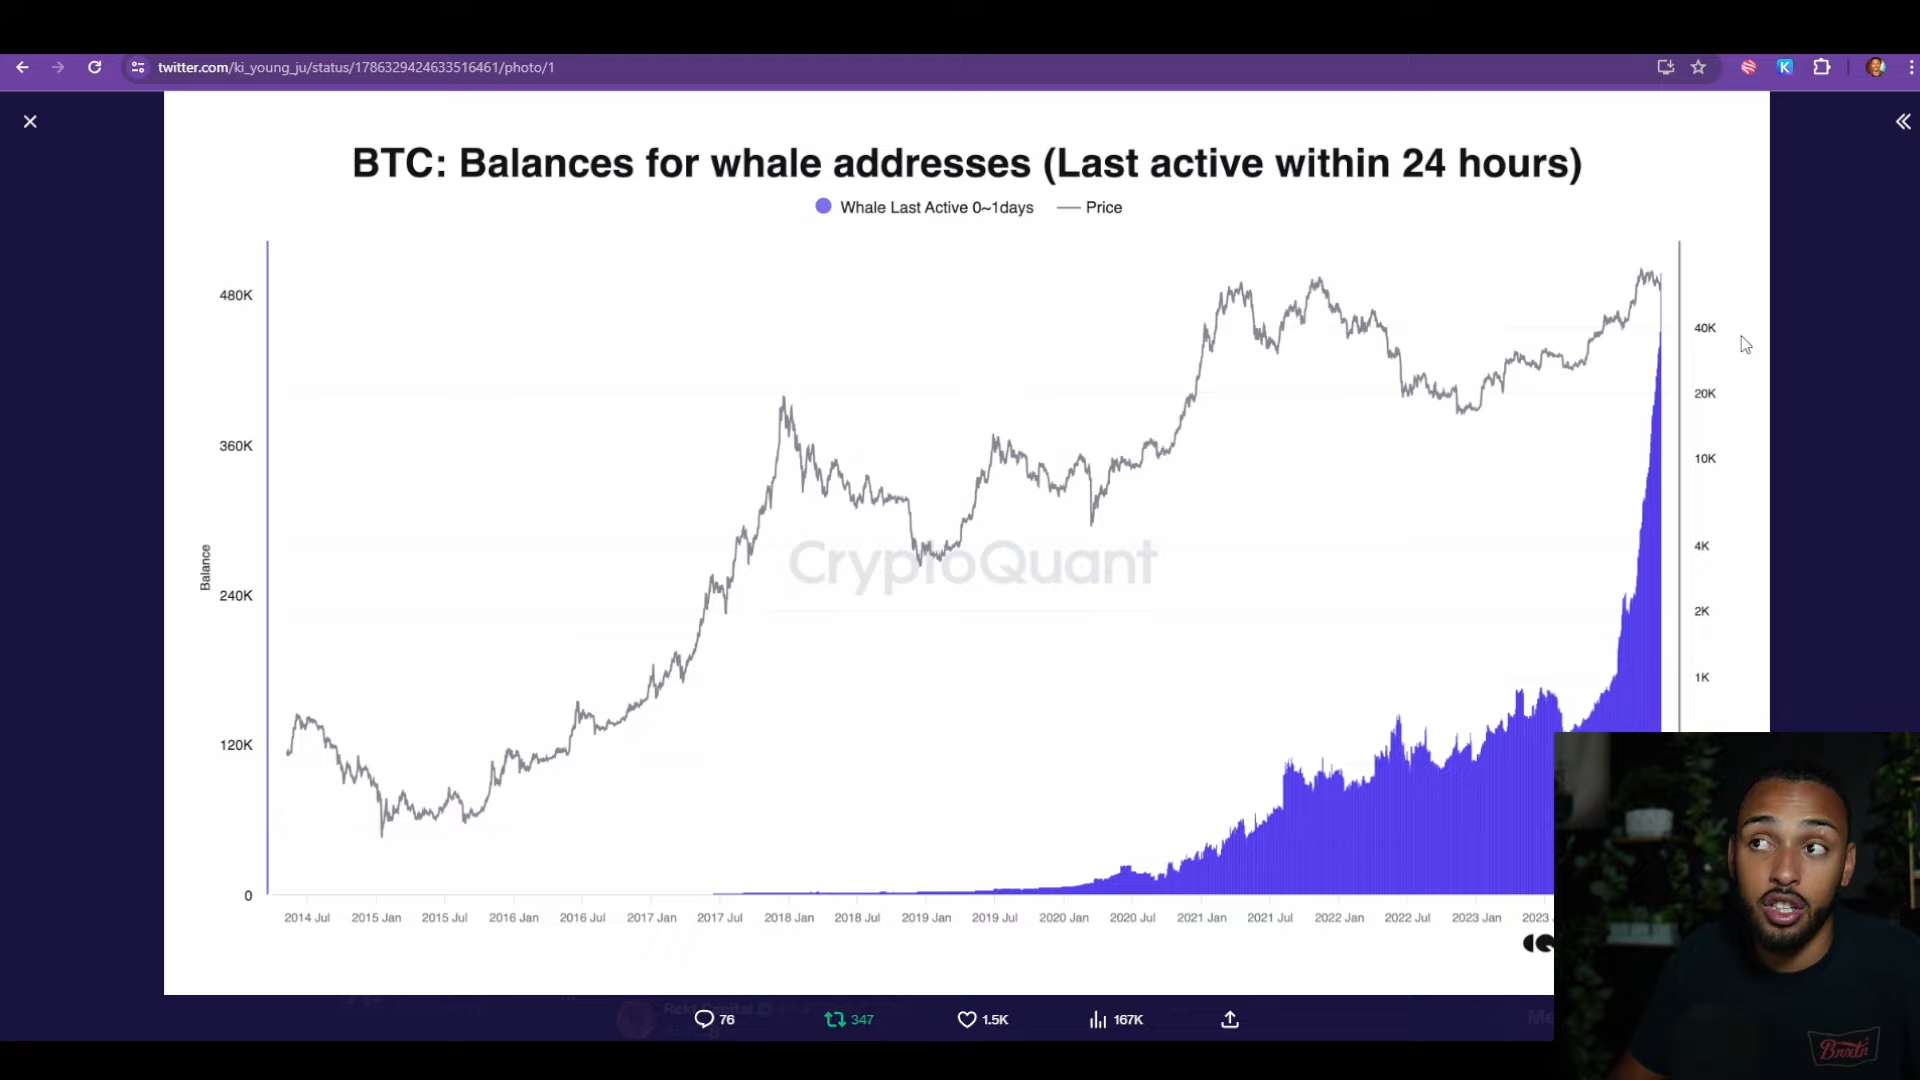 twitter.com/ki_young_ju/status/1786329424633516461/photo/1
BTC: Balances for whale addresses (Last active within 24 hours)
Whale Last Active 0~1days
Price
480K
360K
240K
120K
0
Balance
40K
20K
10K
4K
2K
1K
CryptoQuant
2014 Jul
2015 Jan
2015 Jul
2016 Jan
2016 Jul
2017 Jan
2017 Jul
2018 Jan
2018 Jul
2019 Jan
2019 Jul
2020 Jan
2020 Jul
2021 Jan
2021 Jul
2022 Jan
2022 Jul
2023 Jan
2023
76
347
1.5K
167K
Brxtn